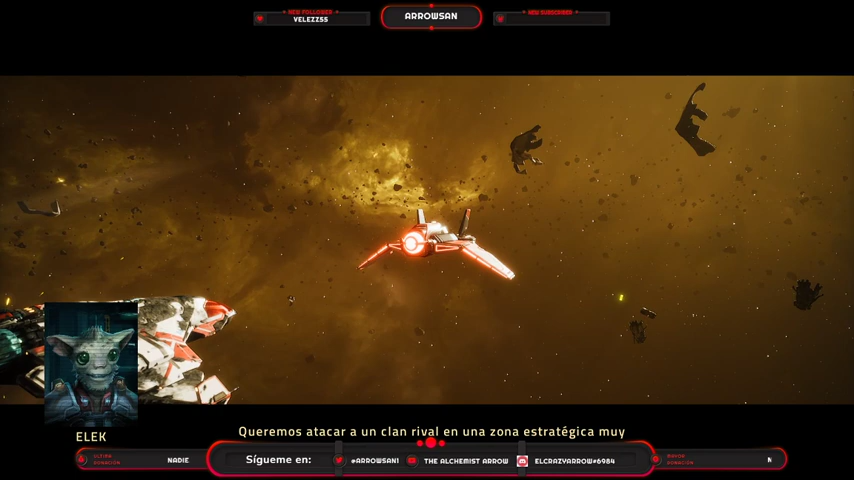 NEW FOLLOWER
VELEZZ55
ARROWSAN
NEW SUBSCRIBER
Queremos atacar a un clan rival en una zona estratégica muy
ELEK
ÚLTIMA
DONACIÓN
NADIE
Sígueme en:
@ARROWSAN1
THE ALCHEMIST ARROW
ELCRAZYARROW#6984
MAYOR
DONACIÓN
N